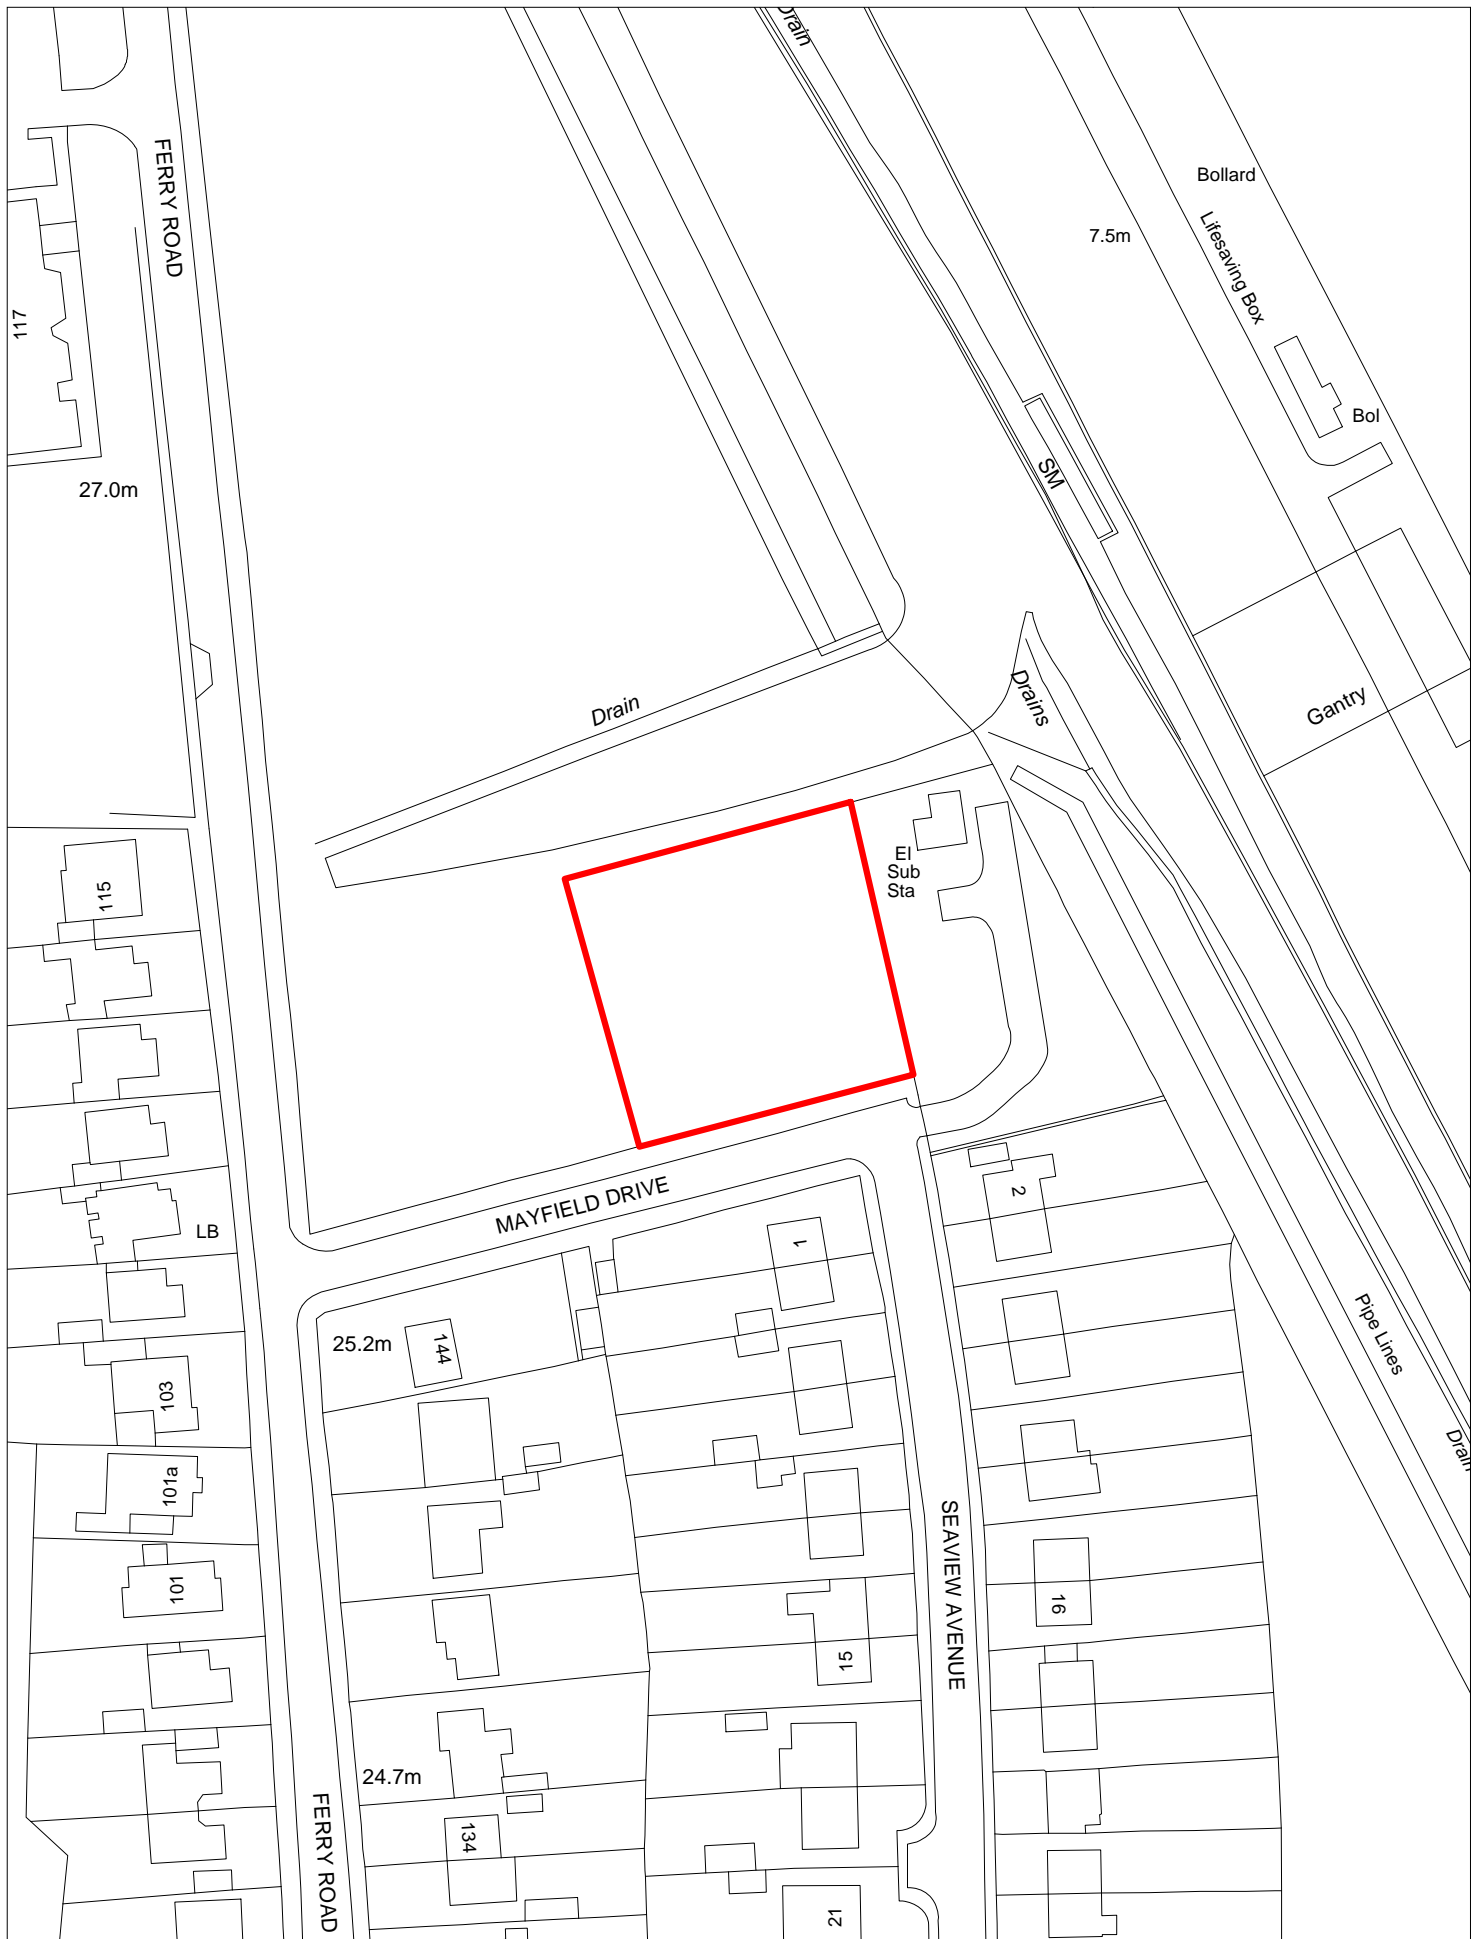 Drain
Bollard
FERRY ROAD
7.5m
Lifesaving Box
117
Bol
SM
27.0m
Drain
Drains
Gantry
El
Sub
Sta
115
2
MAYFIELD DRIVE
LB
1
25.2m
144
Pipe Lines
103
Drain
101a
SEAVIEW AVENUE
101
16
15
24.7m
134
FERRY ROAD
21